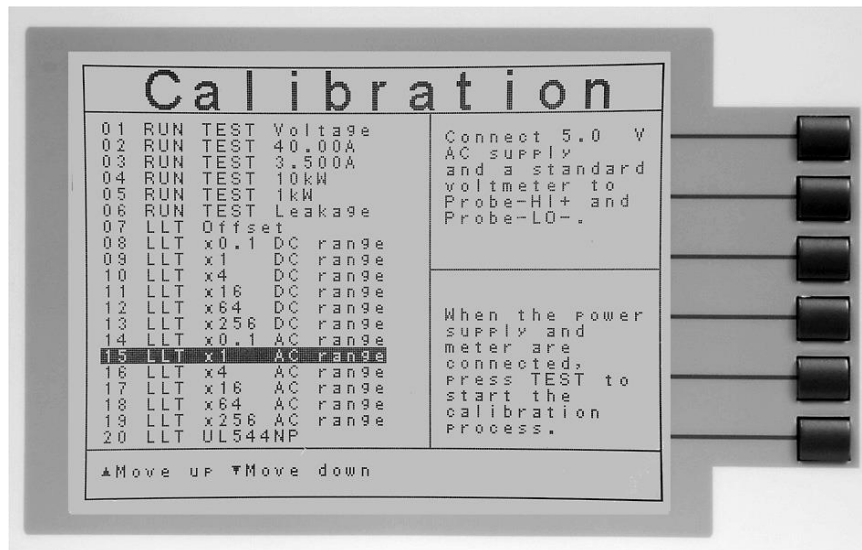 Calibration
01 RUN TEST Voltage
02 RUN TEST 40.00A
03 RUN TEST 3.500A
04 RUN TEST 10kW
05 RUN TEST 1kW
06 RUN TEST Leakage
07 LLT Offset
08 LLT x0.1 DC range
09 LLT x1 DC range
10 LLT x4 DC range
11 LLT x16 DC range
12 LLT x64 DC range
13 LLT x256 DC range
14 LLT x0.1 AC range
15 LLT x1 AC range
16 LLT x4 AC range
17 LLT x16 AC range
18 LLT x64 AC range
19 LLT x256 AC range
20 LLT UL544NP
Connect 5.0 V
AC supply
and a standard
voltmeter to
Probe-HI+ and
Probe-LO-.
When the power
supply and
meter are
connected,
press TEST to
start the
calibration
process.
▲Move up ▼Move down